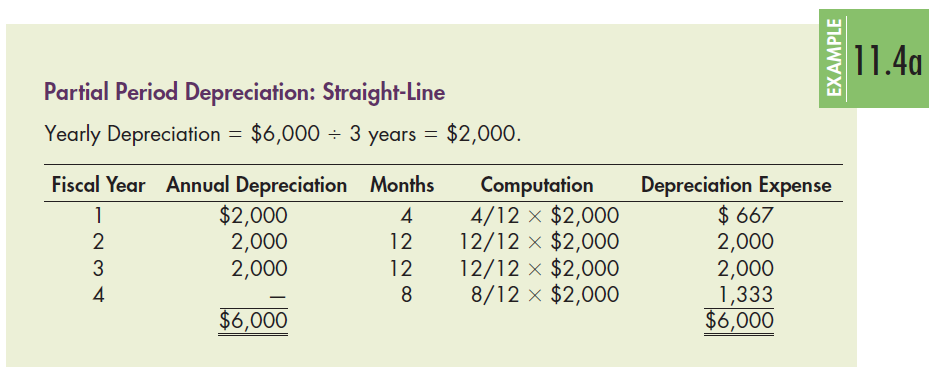 EXAMPLE 11.4a
Partial Period Depreciation: Straight-Line
Yearly Depreciation = $6,000 ÷ 3 years = $2,000.
Fiscal Year Annual Depreciation Months Computation Depreciation Expense
1 $2,000 4 4/12 × $2,000 $ 667
2 2,000 12 12/12 × $2,000 2,000
3 2,000 12 12/12 × $2,000 2,000
4 — 8 8/12 × $2,000 1,333
$6,000 $6,000